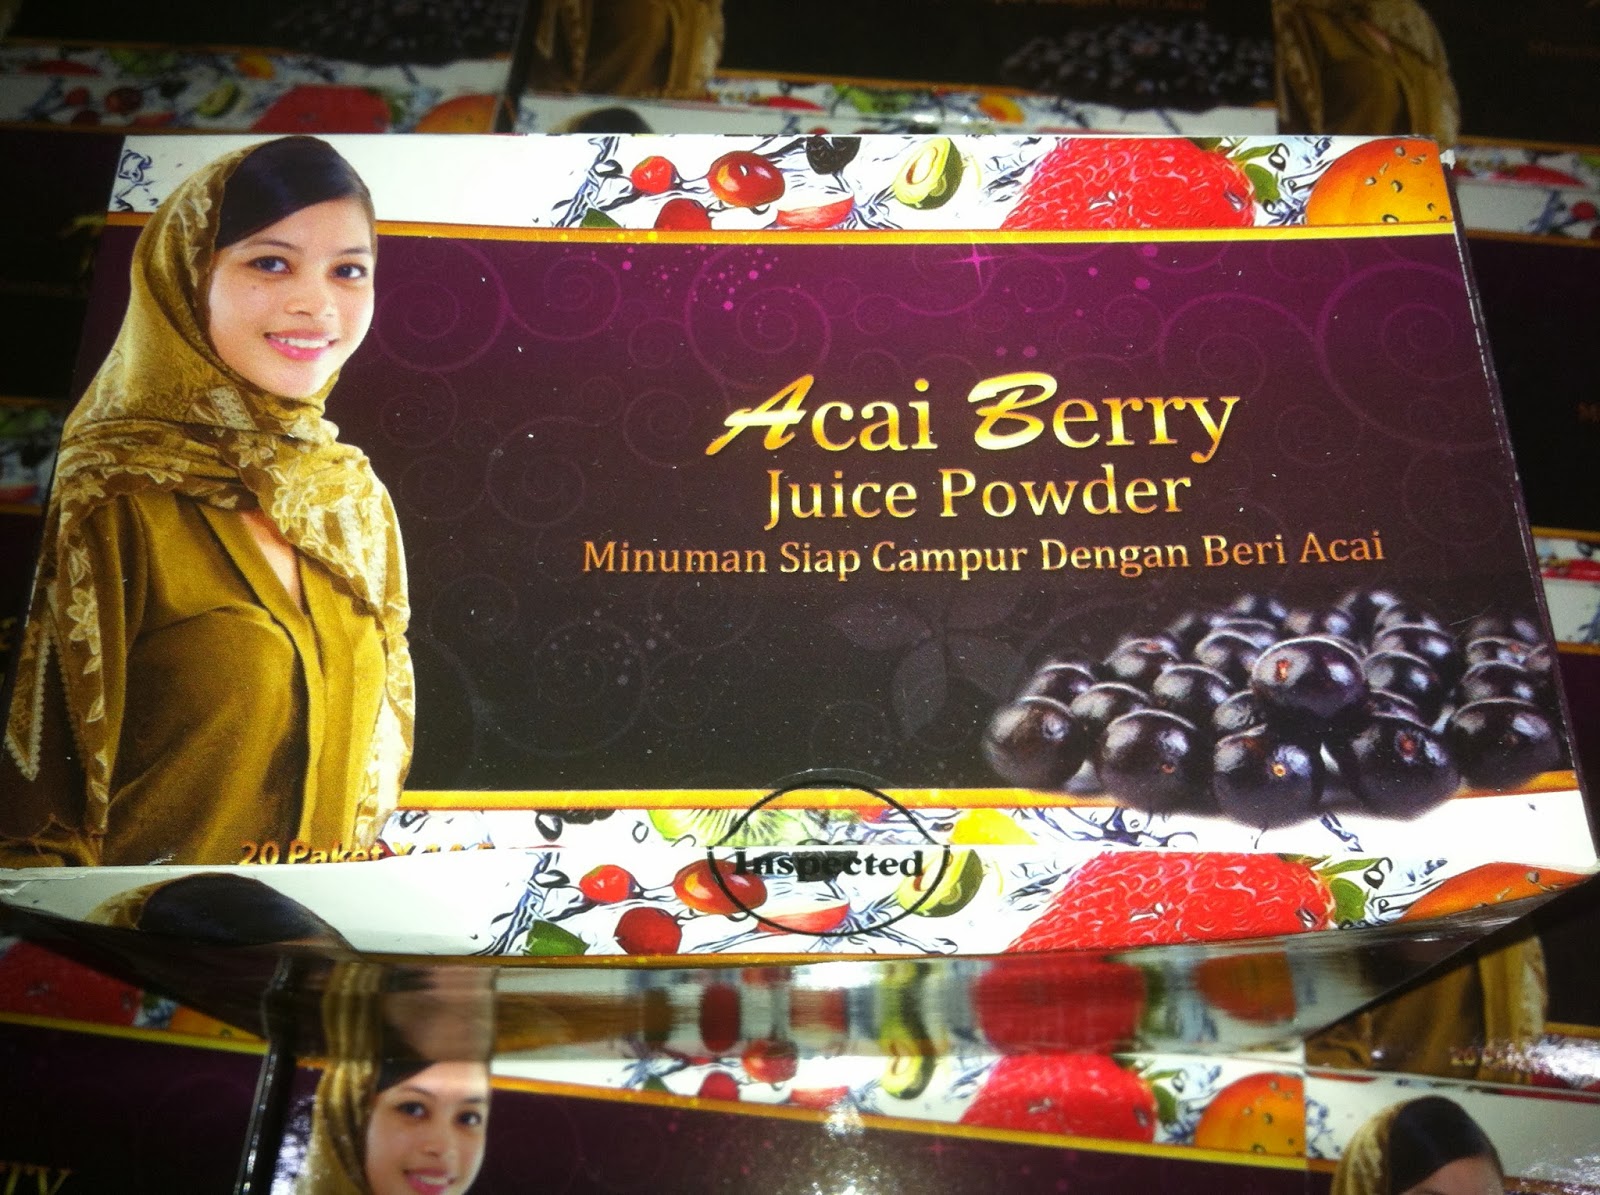 Acai Berry
Juice Powder
Minuman Siap Campur Dengan Beri Acai
20 Paket X
Inspected